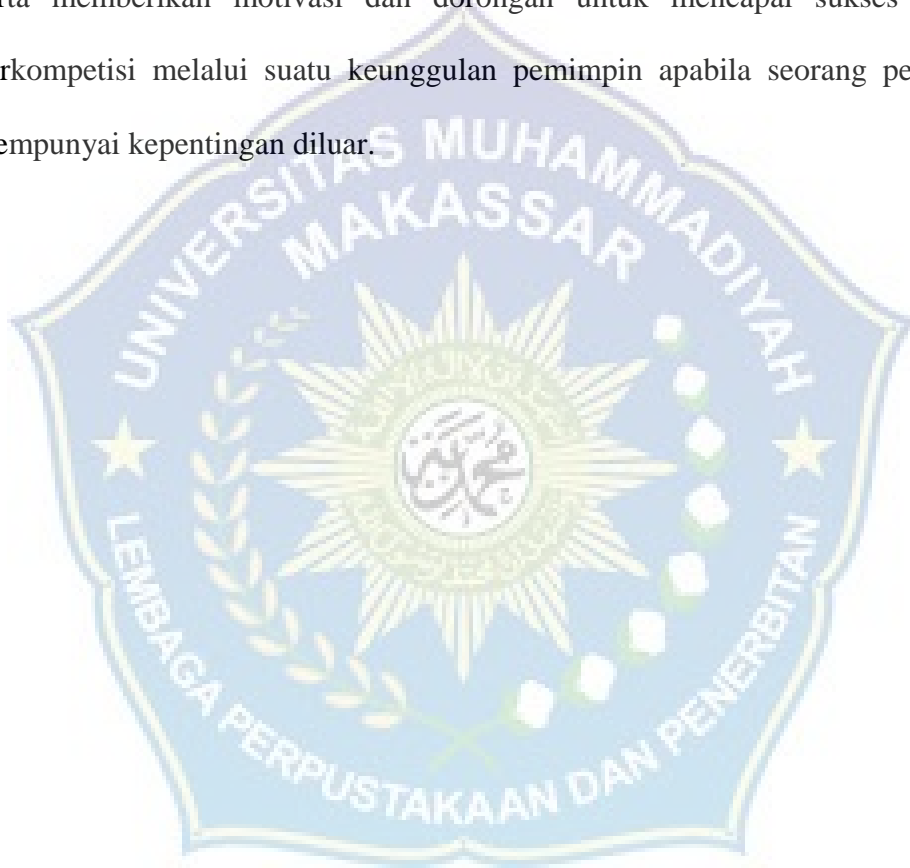 rta memberikan motivasi dan dorongan untuk mencapai sukses
rkompetisi melalui suatu keunggulan pemimpin apabila seorang pe
empunyai kepentingan diluar.
UNIVERSITAS MUHAMMADIYAH
MAKASSAR
محمدية
LEMBAGA PERPUSTAKAAN DAN PENERBITAN